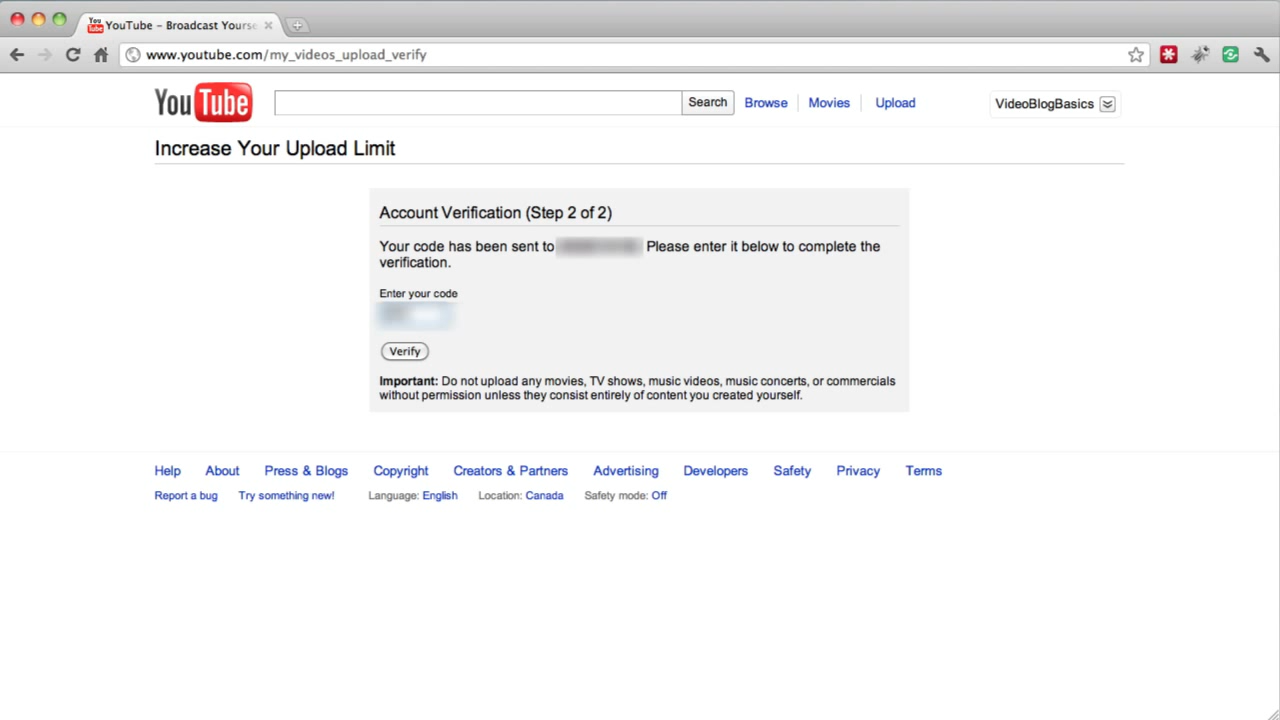 YouTube - Broadcast Yourse
www.youtube.com/my_videos_upload_verify
YouTube Search Browse Movies Upload VideoBlogBasics
Increase Your Upload Limit
Account Verification (Step 2 of 2)
Your code has been sent to Please enter it below to complete the
verification.
Enter your code
Verify
Important: Do not upload any movies, TV shows, music videos, music concerts, or commercials
without permission unless they consist entirely of content you created yourself.
Help About Press & Blogs Copyright Creators & Partners Advertising Developers Safety Privacy Terms
Report a bug Try something new! Language: English Location: Canada Safety mode: Off